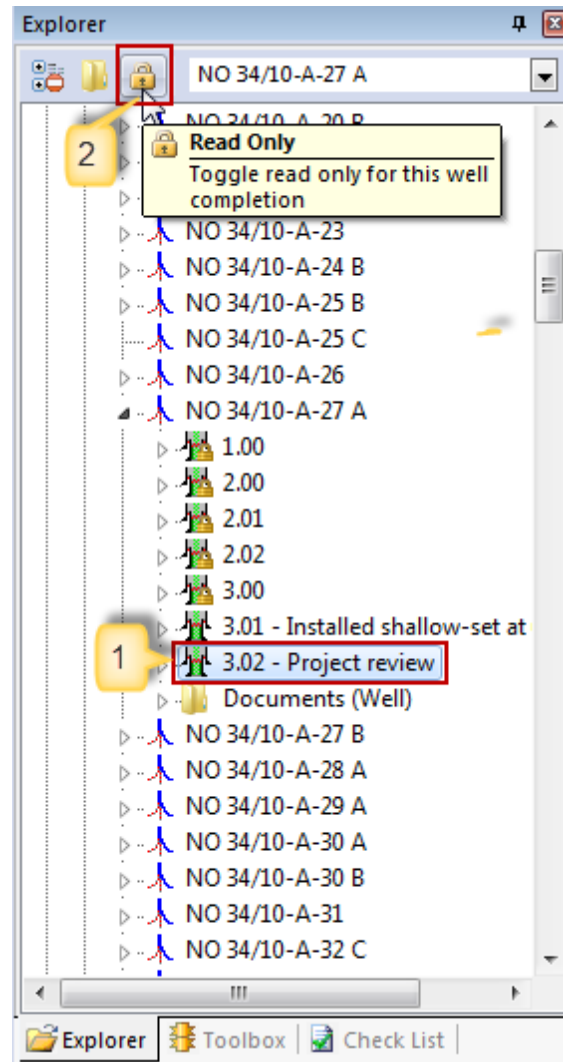 Explorer
NO 34/10-A-27 A
2
NO 34/10-A-20 B
Read Only
Toggle read only for this well
completion
NO 34/10-A-23
NO 34/10-A-24 B
NO 34/10-A-25 B
NO 34/10-A-25 C
NO 34/10-A-26
NO 34/10-A-27 A
1.00
2.00
2.01
2.02
3.00
3.01 - Installed shallow-set at
1
3.02 - Project review
Documents (Well)
NO 34/10-A-27 B
NO 34/10-A-28 A
NO 34/10-A-29 A
NO 34/10-A-30 A
NO 34/10-A-30 B
NO 34/10-A-31
NO 34/10-A-32 C
Explorer Toolbox Check List